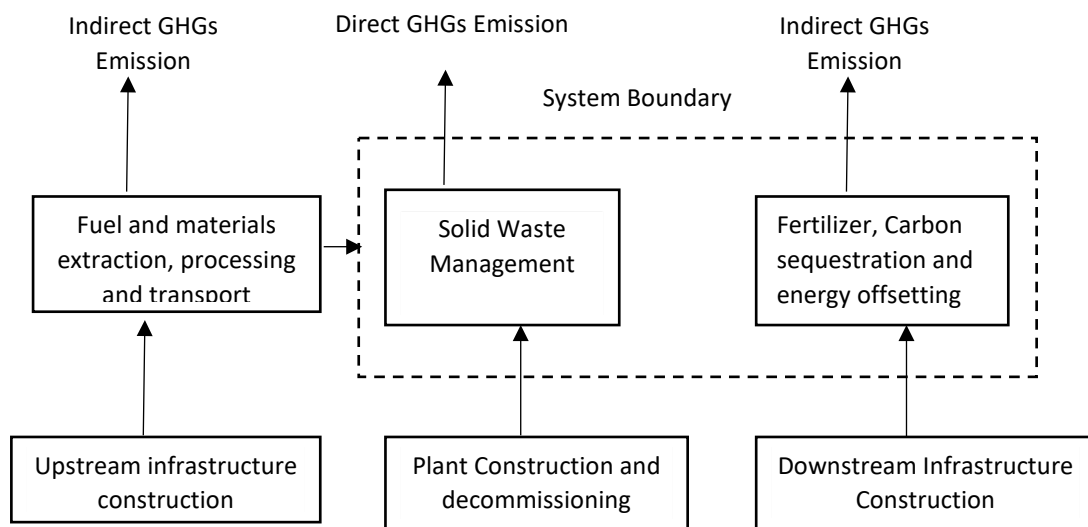 Indirect GHGs
Emission
Direct GHGs Emission
Indirect GHGs
Emission
System Boundary
Fuel and materials
extraction, processing
and transport
Solid Waste
Management
Fertilizer, Carbon
sequestration and
energy offsetting
Upstream infrastructure
construction
Plant Construction and
decommissioning
Downstream Infrastructure
Construction